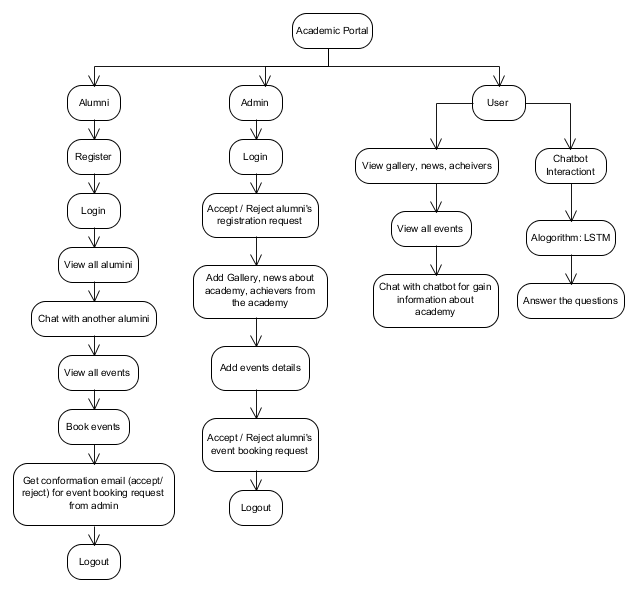 Academic Portal
Alumni
Admin
User
Register
Login
View gallery, news, acheivers
Chatbot
Interactiont
Login
Accept / Reject alumni's
registration request
View all events
Alogorithm: LSTM
View all alumini
Add Gallery, news about
academy, achievers from
the academy
Chat with chatbot for gain
information about
academy
Answer the questions
Chat with another alumini
View all events
Add events details
Book events
Accept / Reject alumni's
event booking request
Get conformation email (accept/
reject) for event booking request
from admin
Logout
Logout